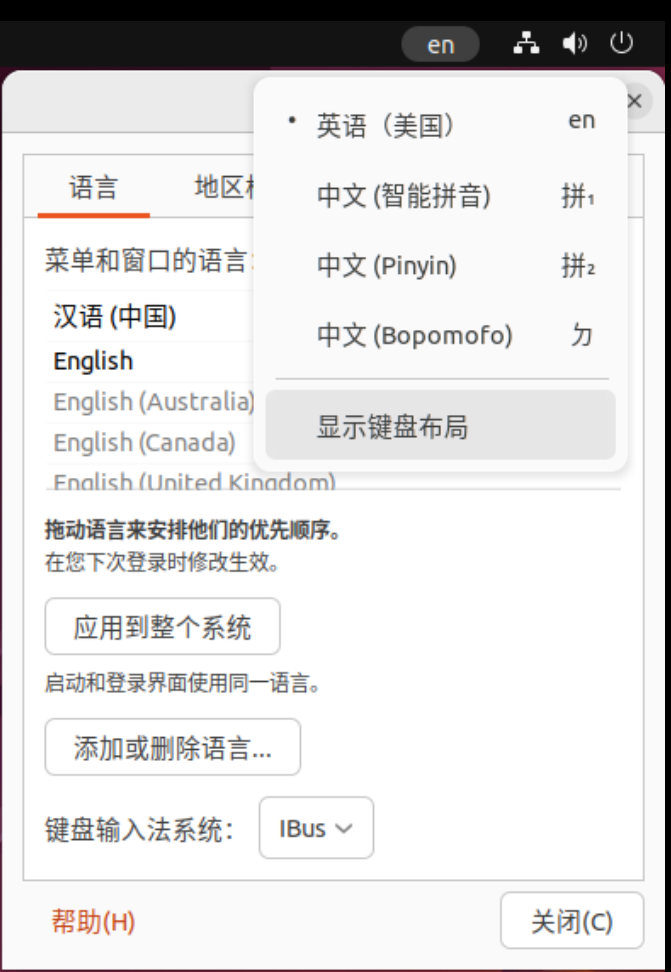 en
英语（美国） en
中文 (智能拼音) 拼₁
中文 (Pinyin) 拼₂
中文 (Bopomofo) ㄉ
显示键盘布局
语言 地区
菜单和窗口的语言：
汉语 (中国)
English
English (Australia)
English (Canada)
English (United Kingdom)
拖动语言来安排他们的优先顺序。
在您下次登录时修改生效。
应用到整个系统
启动和登录界面使用同一语言。
添加或删除语言...
键盘输入法系统： IBus
帮助(H) 关闭(C)